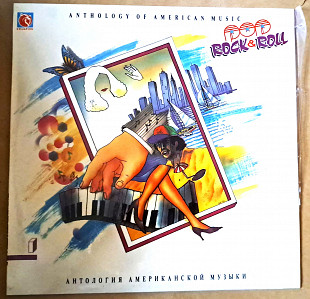 ANTHOLOGY OF AMERICAN MUSIC
POP
ROCK & ROLL
АНТОЛОГИЯ АМЕРИКАНСКОЙ МУЗЫКИ